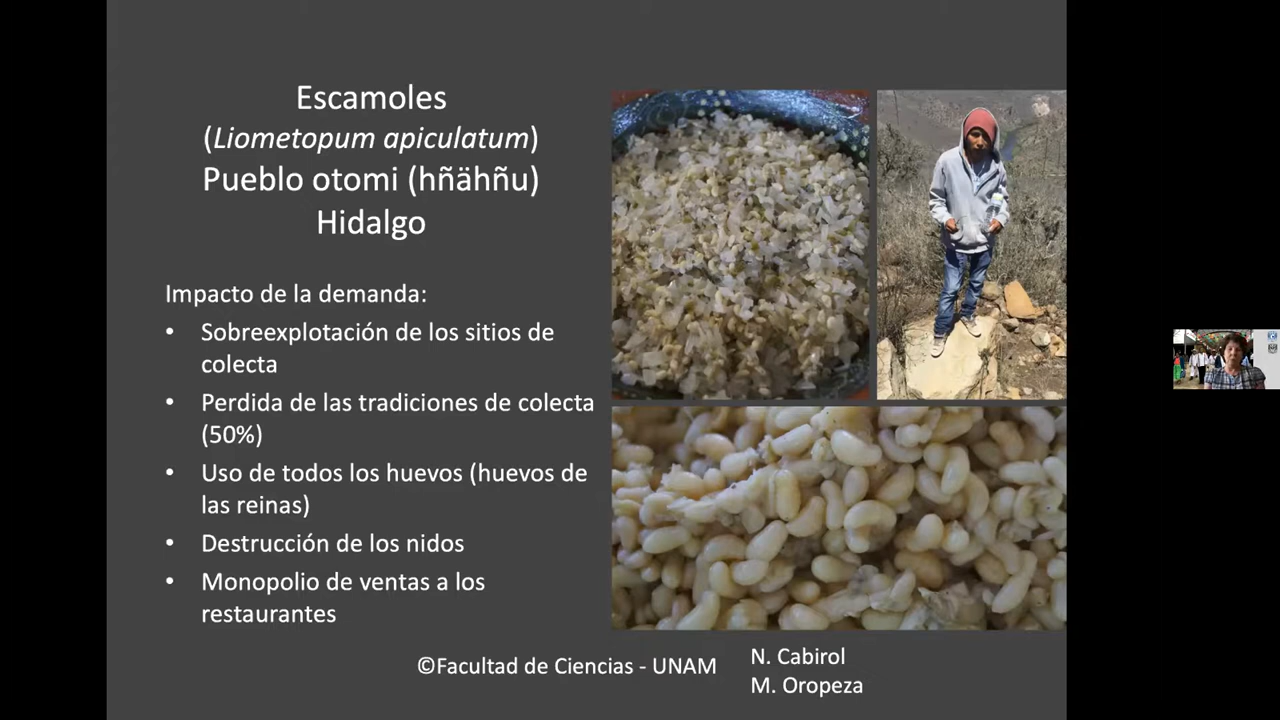 Escamoles
(Liometopum apiculatum)
Pueblo otomi (hñähñu)
Hidalgo
Impacto de la demanda:
• Sobreexplotación de los sitios de
colecta
• Perdida de las tradiciones de colecta
(50%)
• Uso de todos los huevos (huevos de
las reinas)
• Destrucción de los nidos
• Monopolio de ventas a los
restaurantes
©Facultad de Ciencias - UNAM
N. Cabirol
M. Oropeza